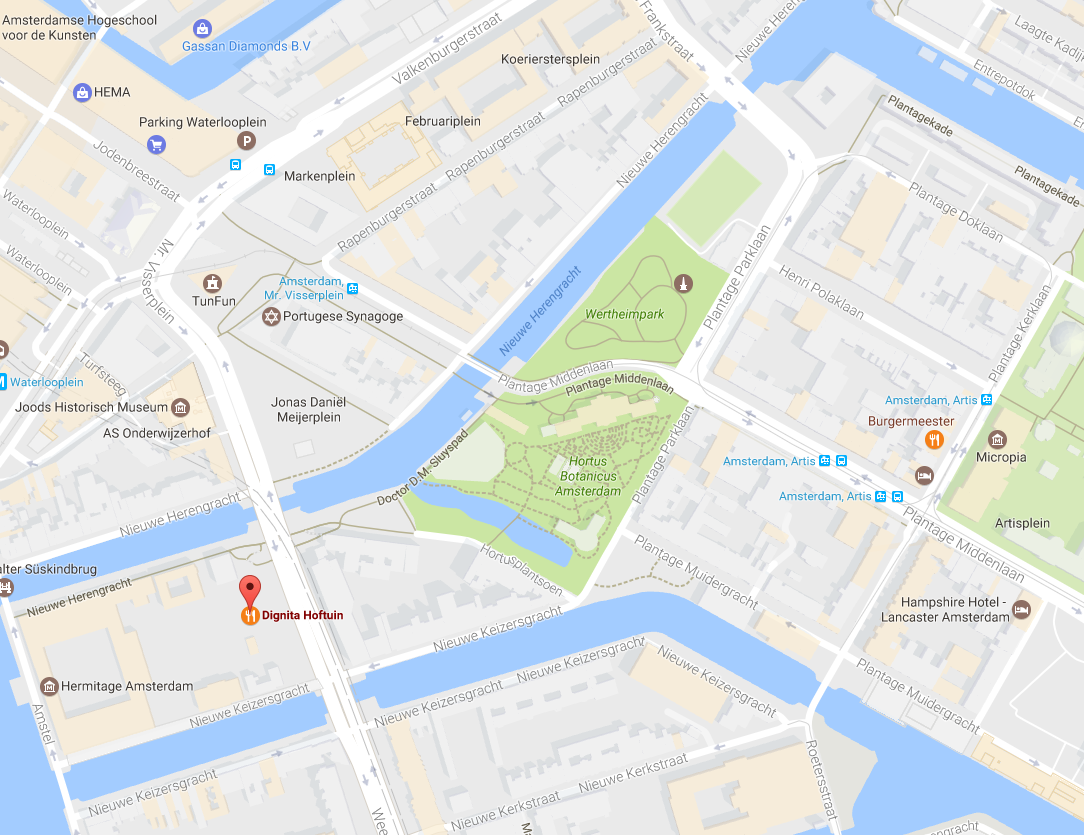 Amsterdamse Hogeschool
voor de Kunsten
Gassan Diamonds B.V
Valkenburgerstraat
Frankstraat
Nieuwe Heren
Laagte Kadijk
Koerierstersplein
Entrepotdok
HEMA
Rapenburgerstraat
Parking Waterlooplein
Februariplein
Plantagekade
Jodenbreestraat
Rapenburgerstraat
Nieuwe Herengracht
Markenplein
Plantagekade
Waterlooplein
Plantage Doklaan
Rapenburgerstraat
Waterlooplein
Mr. Visserplein
Plantage Parklaan
Henri Polaklaan
Amsterdam,
Mr. Visserplein
TunFun
Nieuwe Herengracht
Wertheimpark
Plantage Kerklaan
Portugese Synagoge
Turfsteeg
Waterlooplein
Plantage Middenlaan
Plantage Middenlaan
Joods Historisch Museum
Jonas Daniël
Meijerplein
Amsterdam, Artis
AS Onderwijzerhof
Burgermeester
Doctor D.M. Sluyspad
Hortus
Botanicus
Amsterdam
Plantage Parklaan
Amsterdam, Artis
Micropia
Amsterdam, Artis
Nieuwe Herengracht
Plantage Middenlaan
Artisplein
Hortusplantsoen
Plantage Muidergracht
alter Süskindbrug
Nieuwe Herengracht
Dignita Hoftuin
Nieuwe Keizersgracht
Hampshire Hotel -
Lancaster Amsterdam
Hermitage Amsterdam
Nieuwe Keizersgracht
Nieuwe Keizersgracht
Nieuwe Keizersgracht
Nieuwe Keizersgracht
Plantage Muidergracht
Amstel
Nieuwe Keizersgracht
Nieuwe Kerkstraat
Nieuwe Kerkstraat
Roetersstraat
Wee